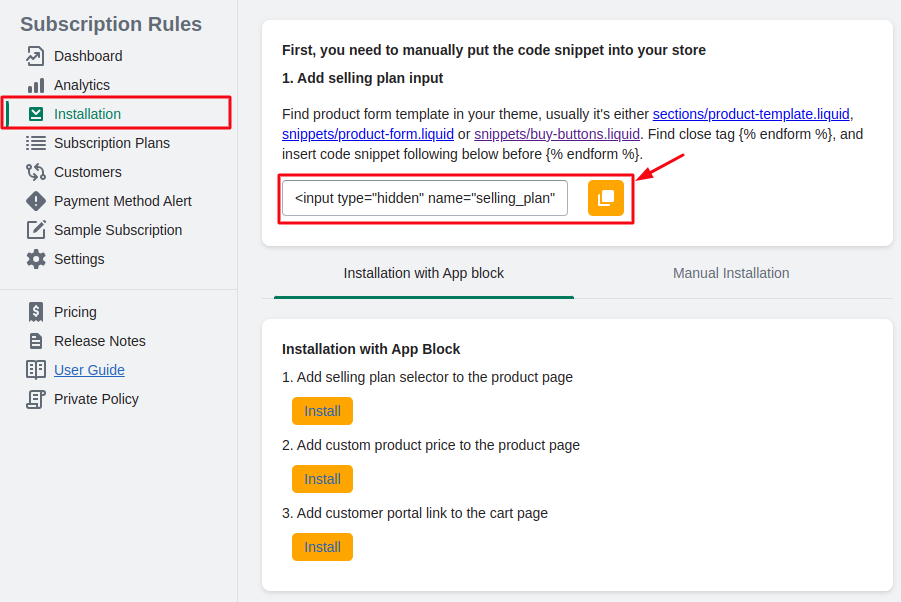 Subscription Rules
Dashboard
Analytics
Installation
Subscription Plans
Customers
Payment Method Alert
Sample Subscription
Settings
Pricing
Release Notes
User Guide
Private Policy
First, you need to manually put the code snippet into your store
1. Add selling plan input
Find product form template in your theme, usually it's either sections/product-template.liquid,
snippets/product-form.liquid or snippets/buy-buttons.liquid. Find close tag {% endform %}, and
insert code snippet following below before {% endform %}.
<input type="hidden" name="selling_plan"
Installation with App block
Manual Installation
Installation with App Block
1. Add selling plan selector to the product page
Install
2. Add custom product price to the product page
Install
3. Add customer portal link to the cart page
Install